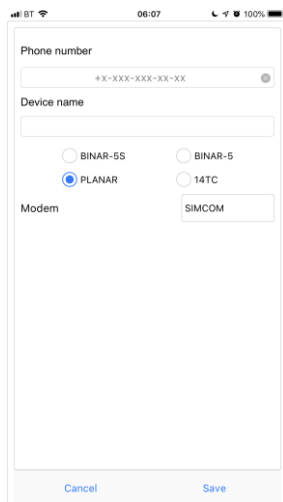 BT 06:07 100%
Phone number
+x-xxx-xxx-xx-xx
Device name
BINAR-5S BINAR-5
PLANAR 14TC
Modem SIMCOM
Cancel Save